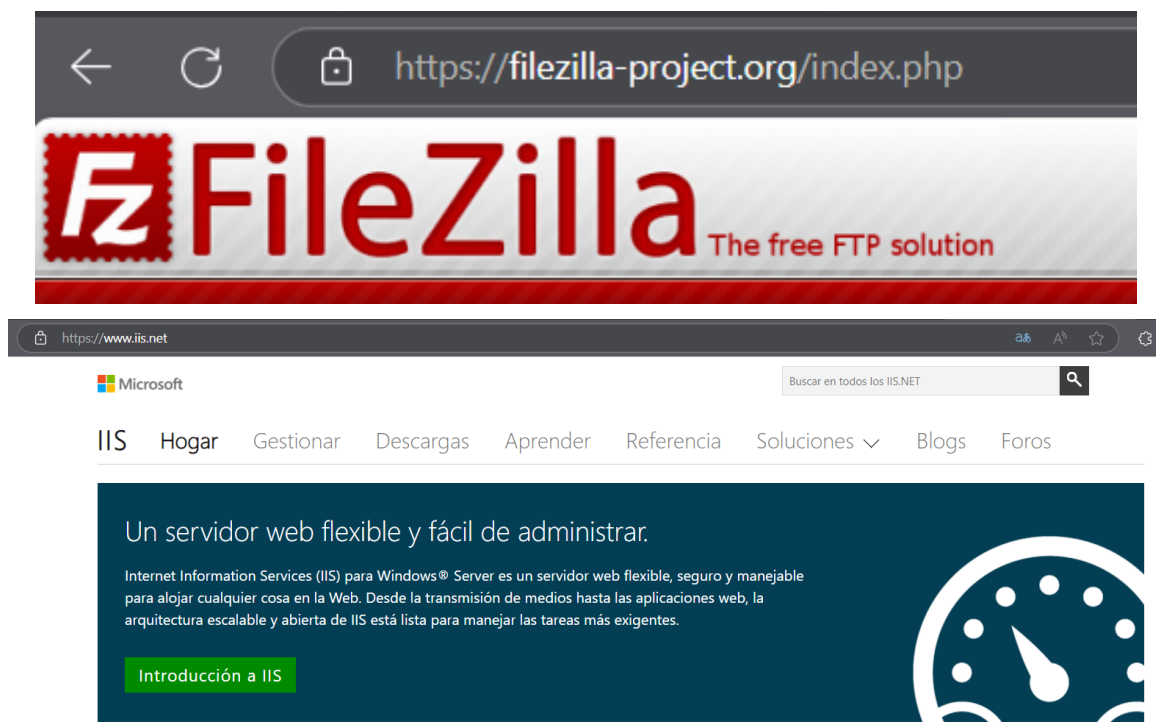 https://filezilla-project.org/index.php
FZ FileZilla The free FTP solution
https://www.iis.net
Microsoft
Buscar en todos los IIS.NET
IIS Hogar Gestionar Descargas Aprender Referencia Soluciones Blogs Foros
Un servidor web flexible y fácil de administrar.
Internet Information Services (IIS) para Windows® Server es un servidor web flexible, seguro y manejable
para alojar cualquier cosa en la Web. Desde la transmisión de medios hasta las aplicaciones web, la
arquitectura escalable y abierta de IIS está lista para manejar las tareas más exigentes.
Introducción a IIS